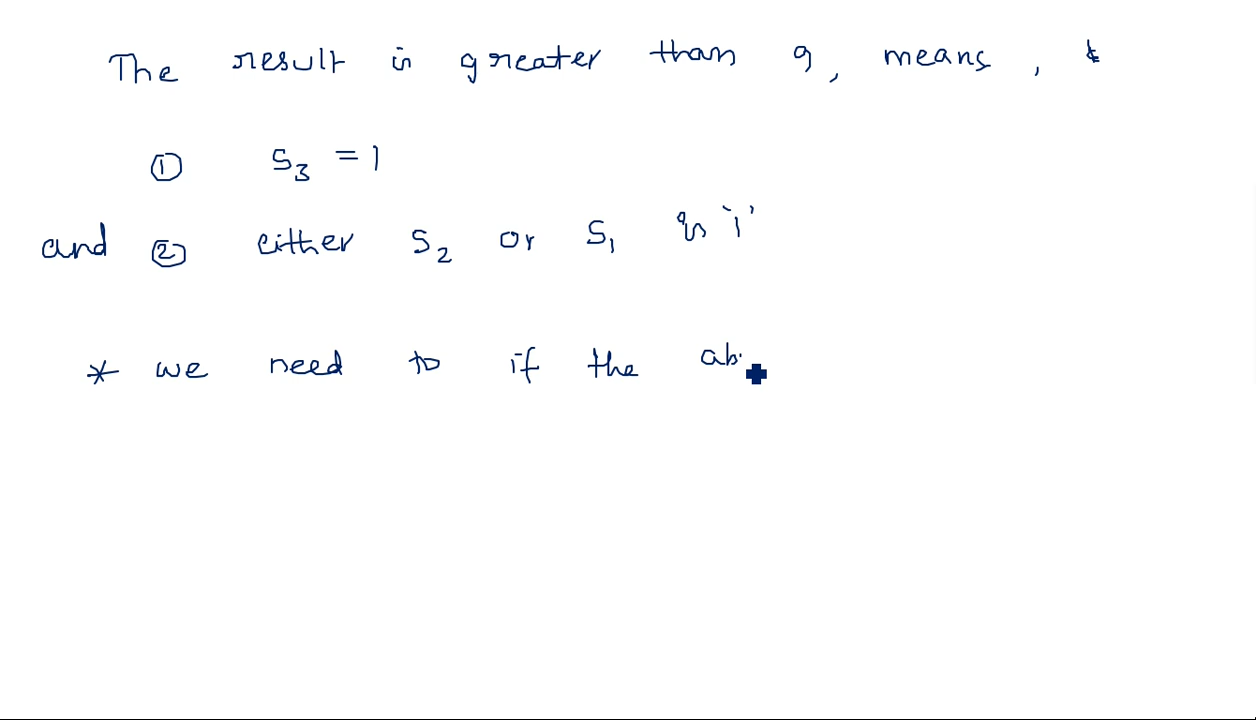 The result is greater than 9, means,
① S3 = 1
and ② either S2 or S1 is '1'
* we need to if the ab